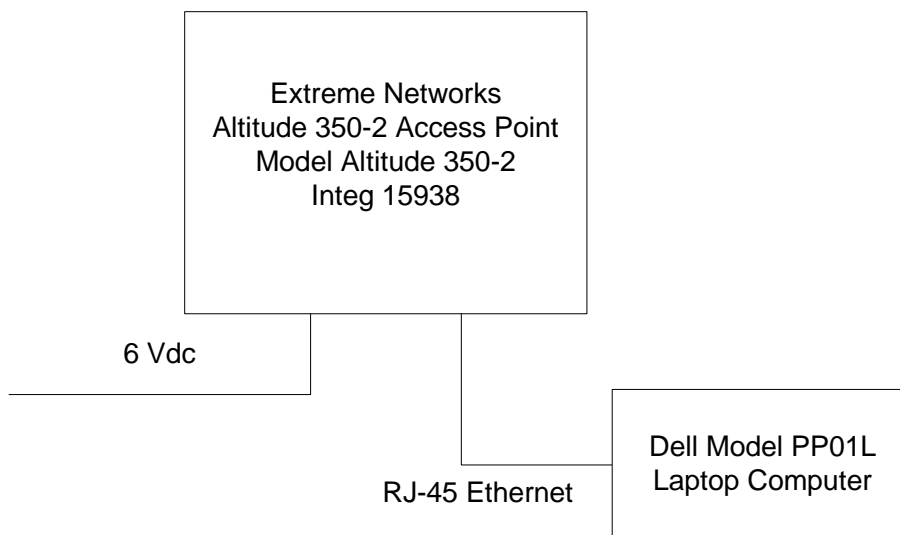 Extreme Networks
Altitude 350-2 Access Point
Model Altitude 350-2
Integ 15938
6 Vdc
Dell Model PP01L
Laptop Computer
RJ-45 Ethernet